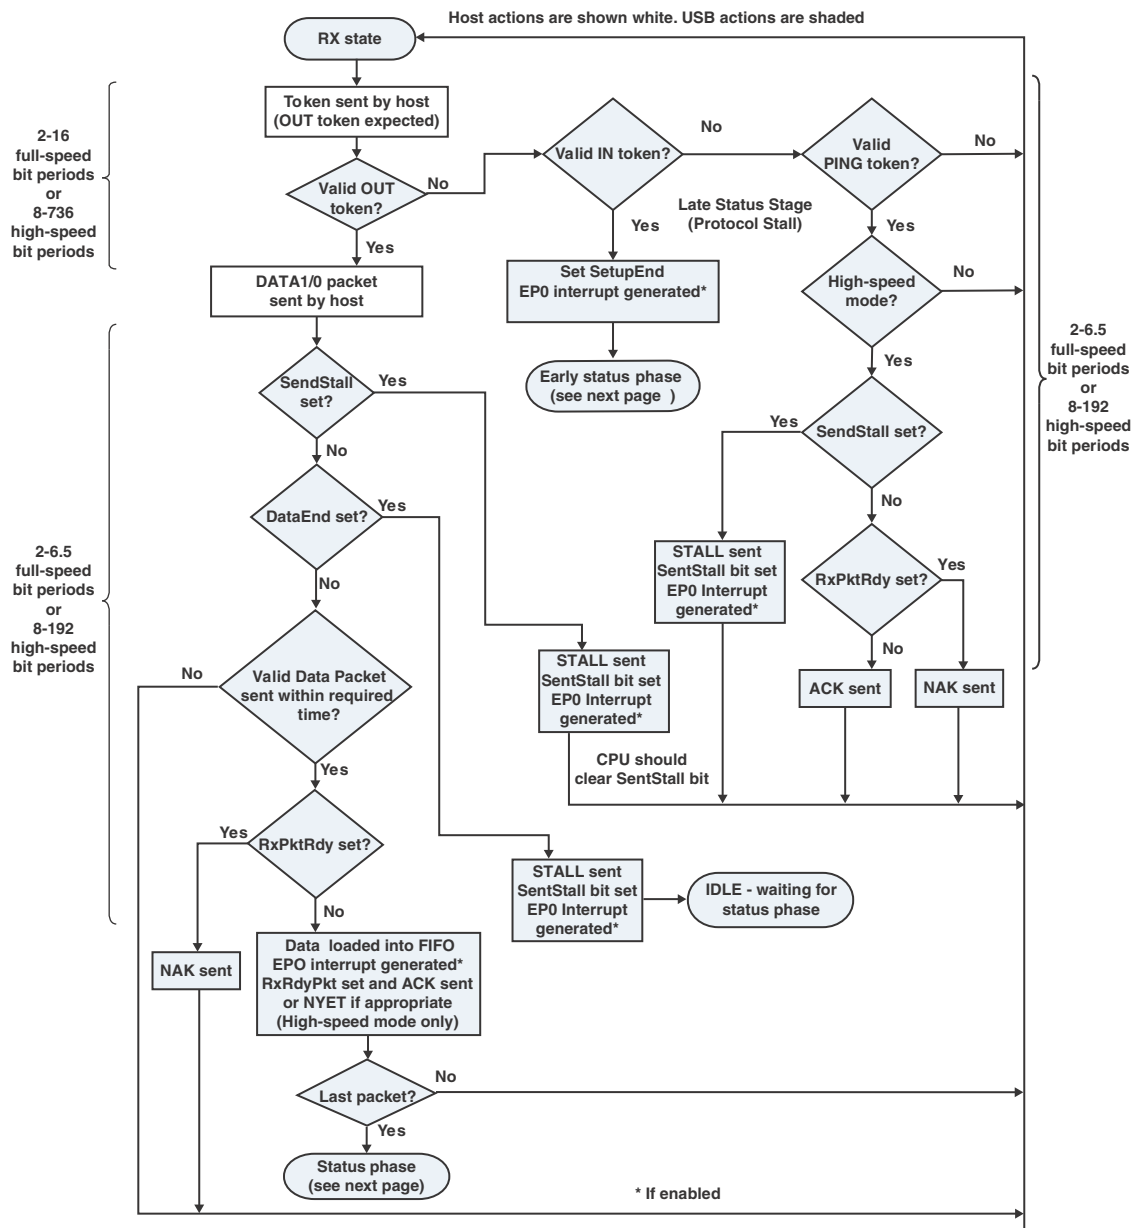 Host actions are shown white. USB actions are shaded
RX state
Token sent by host
(OUT token expected)
2-16
full-speed
bit periods
or
8-736
high-speed
bit periods
Valid OUT
token?
No
Yes
Valid IN token?
No
Yes
Valid
PING token?
No
Yes
Late Status Stage
(Protocol Stall)
DATA1/0 packet
sent by host
Set SetupEnd
EP0 interrupt generated*
Early status phase
(see next page )
High-speed
mode?
No
Yes
2-6.5
full-speed
bit periods
or
8-192
high-speed
bit periods
SendStall
set?
Yes
No
SendStall set?
Yes
No
DataEnd set?
Yes
No
STALL sent
SentStall bit set
EP0 Interrupt
generated*
RxPktRdy set?
Yes
No
ACK sent
NAK sent
2-6.5
full-speed
bit periods
or
8-192
high-speed
bit periods
Valid Data Packet
sent within required
time?
No
Yes
STALL sent
SentStall bit set
EP0 Interrupt
generated*
CPU should
clear SentStall bit
RxPktRdy set?
Yes
No
STALL sent
SentStall bit set
EP0 Interrupt
generated*
IDLE - waiting for
status phase
NAK sent
Data loaded into FIFO
EPO interrupt generated*
RxRdyPkt set and ACK sent
or NYET if appropriate
(High-speed mode only)
Last packet?
No
Yes
Status phase
(see next page)
* If enabled